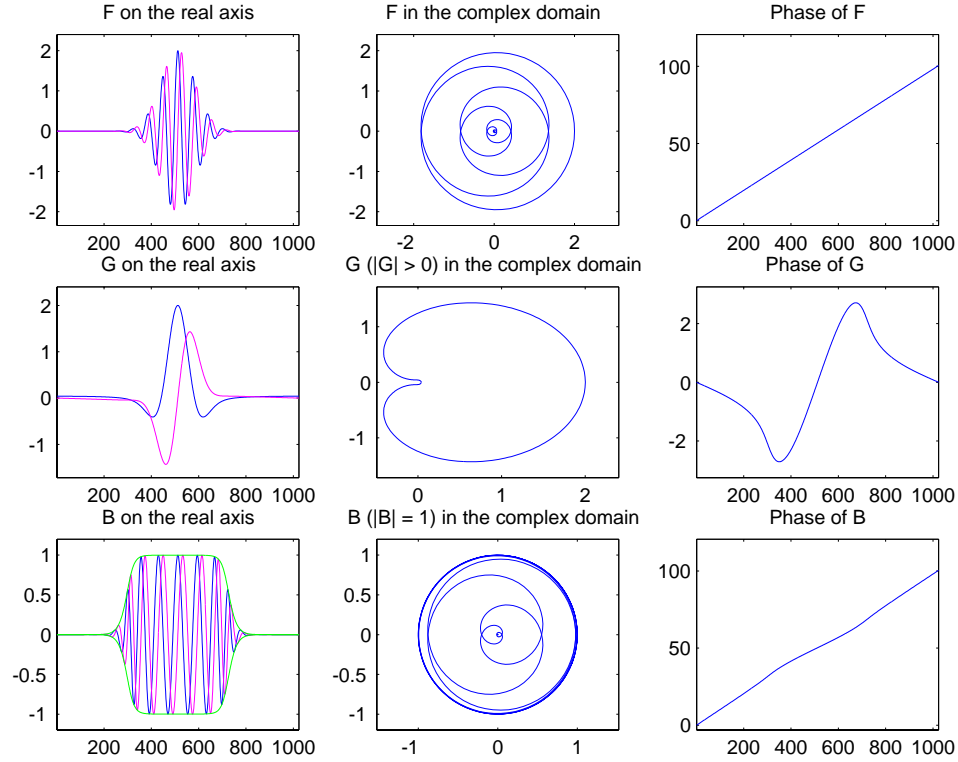 F on the real axis
F in the complex domain
Phase of F
2
1
0
-1
-2
200 400 600 800 1000
2
1
0
-1
-2
-2 0 2
100
50
0
200 400 600 800 1000
G on the real axis
G (|G| > 0) in the complex domain
Phase of G
2
1
0
-1
200 400 600 800 1000
1
0
-1
0 1 2
2
0
-2
200 400 600 800 1000
B on the real axis
B (|B| = 1) in the complex domain
Phase of B
1
0.5
0
-0.5
-1
200 400 600 800 1000
1
0.5
0
-0.5
-1
-1 0 1
100
50
0
200 400 600 800 1000